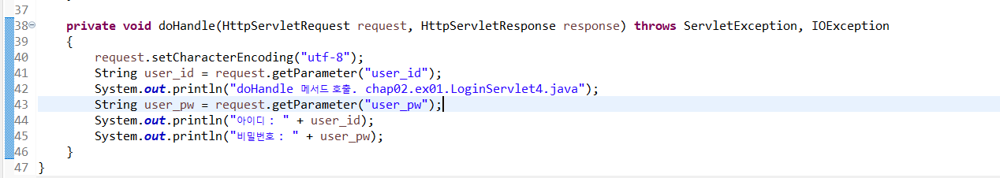 37
38 private void doHandle(HttpServletRequest request, HttpServletResponse response) throws ServletException, IOException
39 {
40 request.setCharacterEncoding("utf-8");
41 String user_id = request.getParameter("user_id");
42 System.out.println("doHandle 메서드 호출. chap02.ex01.LoginServlet4.java");
43 String user_pw = request.getParameter("user_pw");
44 System.out.println("아이디 : " + user_id);
45 System.out.println("비밀번호 : " + user_pw);
46 }
47 }